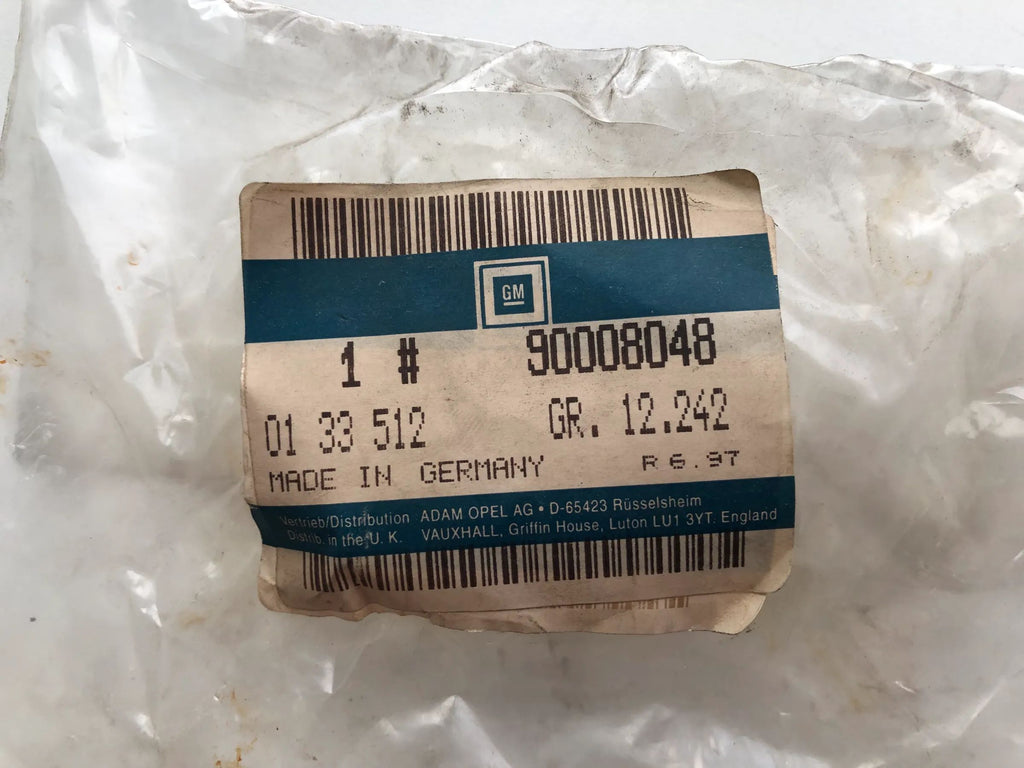 GM
1 # 90008048
01 33 512 GR. 12.242
MADE IN GERMANY R 6.97
Vertrieb/Distribution ADAM OPEL AG • D-65423 Rüsselsheim
Distrib. in the U. K. VAUXHALL, Griffin House, Luton LU1 3YT. England